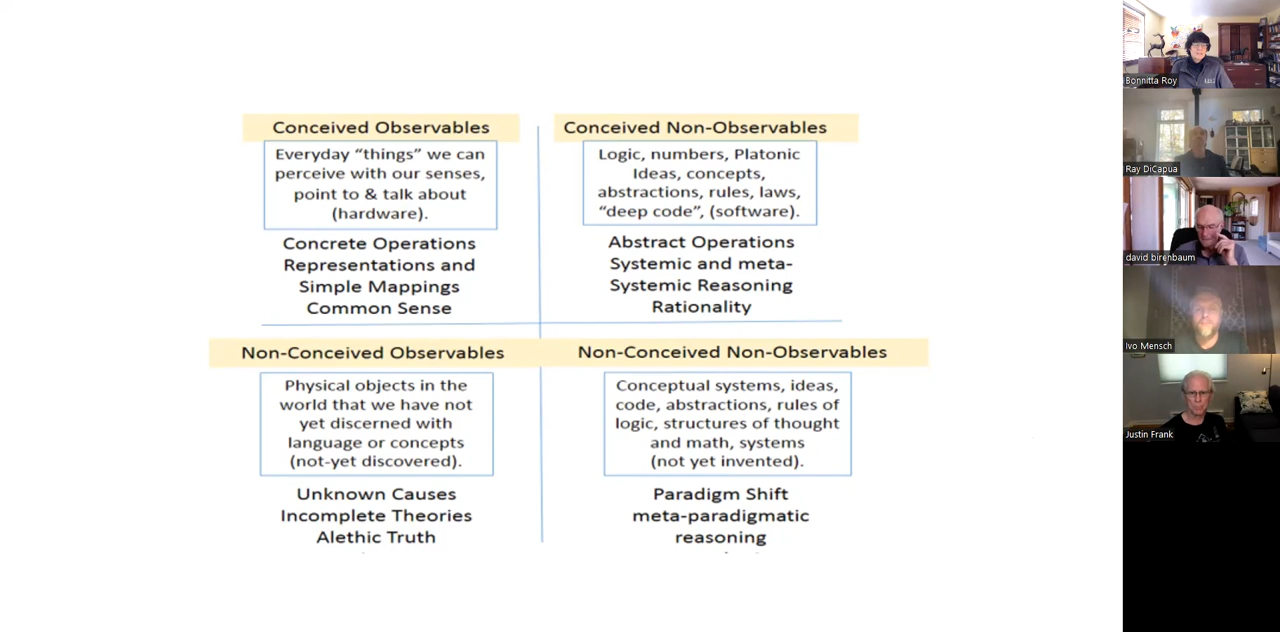 Conceived Observables
Everyday “things” we can
perceive with our senses,
point to & talk about
(hardware).
Concrete Operations
Representations and
Simple Mappings
Common Sense
Conceived Non-Observables
Logic, numbers, Platonic
Ideas, concepts,
abstractions, rules, laws,
“deep code”, (software).
Abstract Operations
Systemic and meta-
Systemic Reasoning
Rationality
Non-Conceived Observables
Physical objects in the
world that we have not
yet discerned with
language or concepts
(not-yet discovered).
Unknown Causes
Incomplete Theories
Alethic Truth
Non-Conceived Non-Observables
Conceptual systems, ideas,
code, abstractions, rules of
logic, structures of thought
and math, systems
(not yet invented).
Paradigm Shift
meta-paradigmatic
reasoning
Bonnitta Roy
Ray DiCapua
david birenbaum
Ivo Mensch
Justin Frank